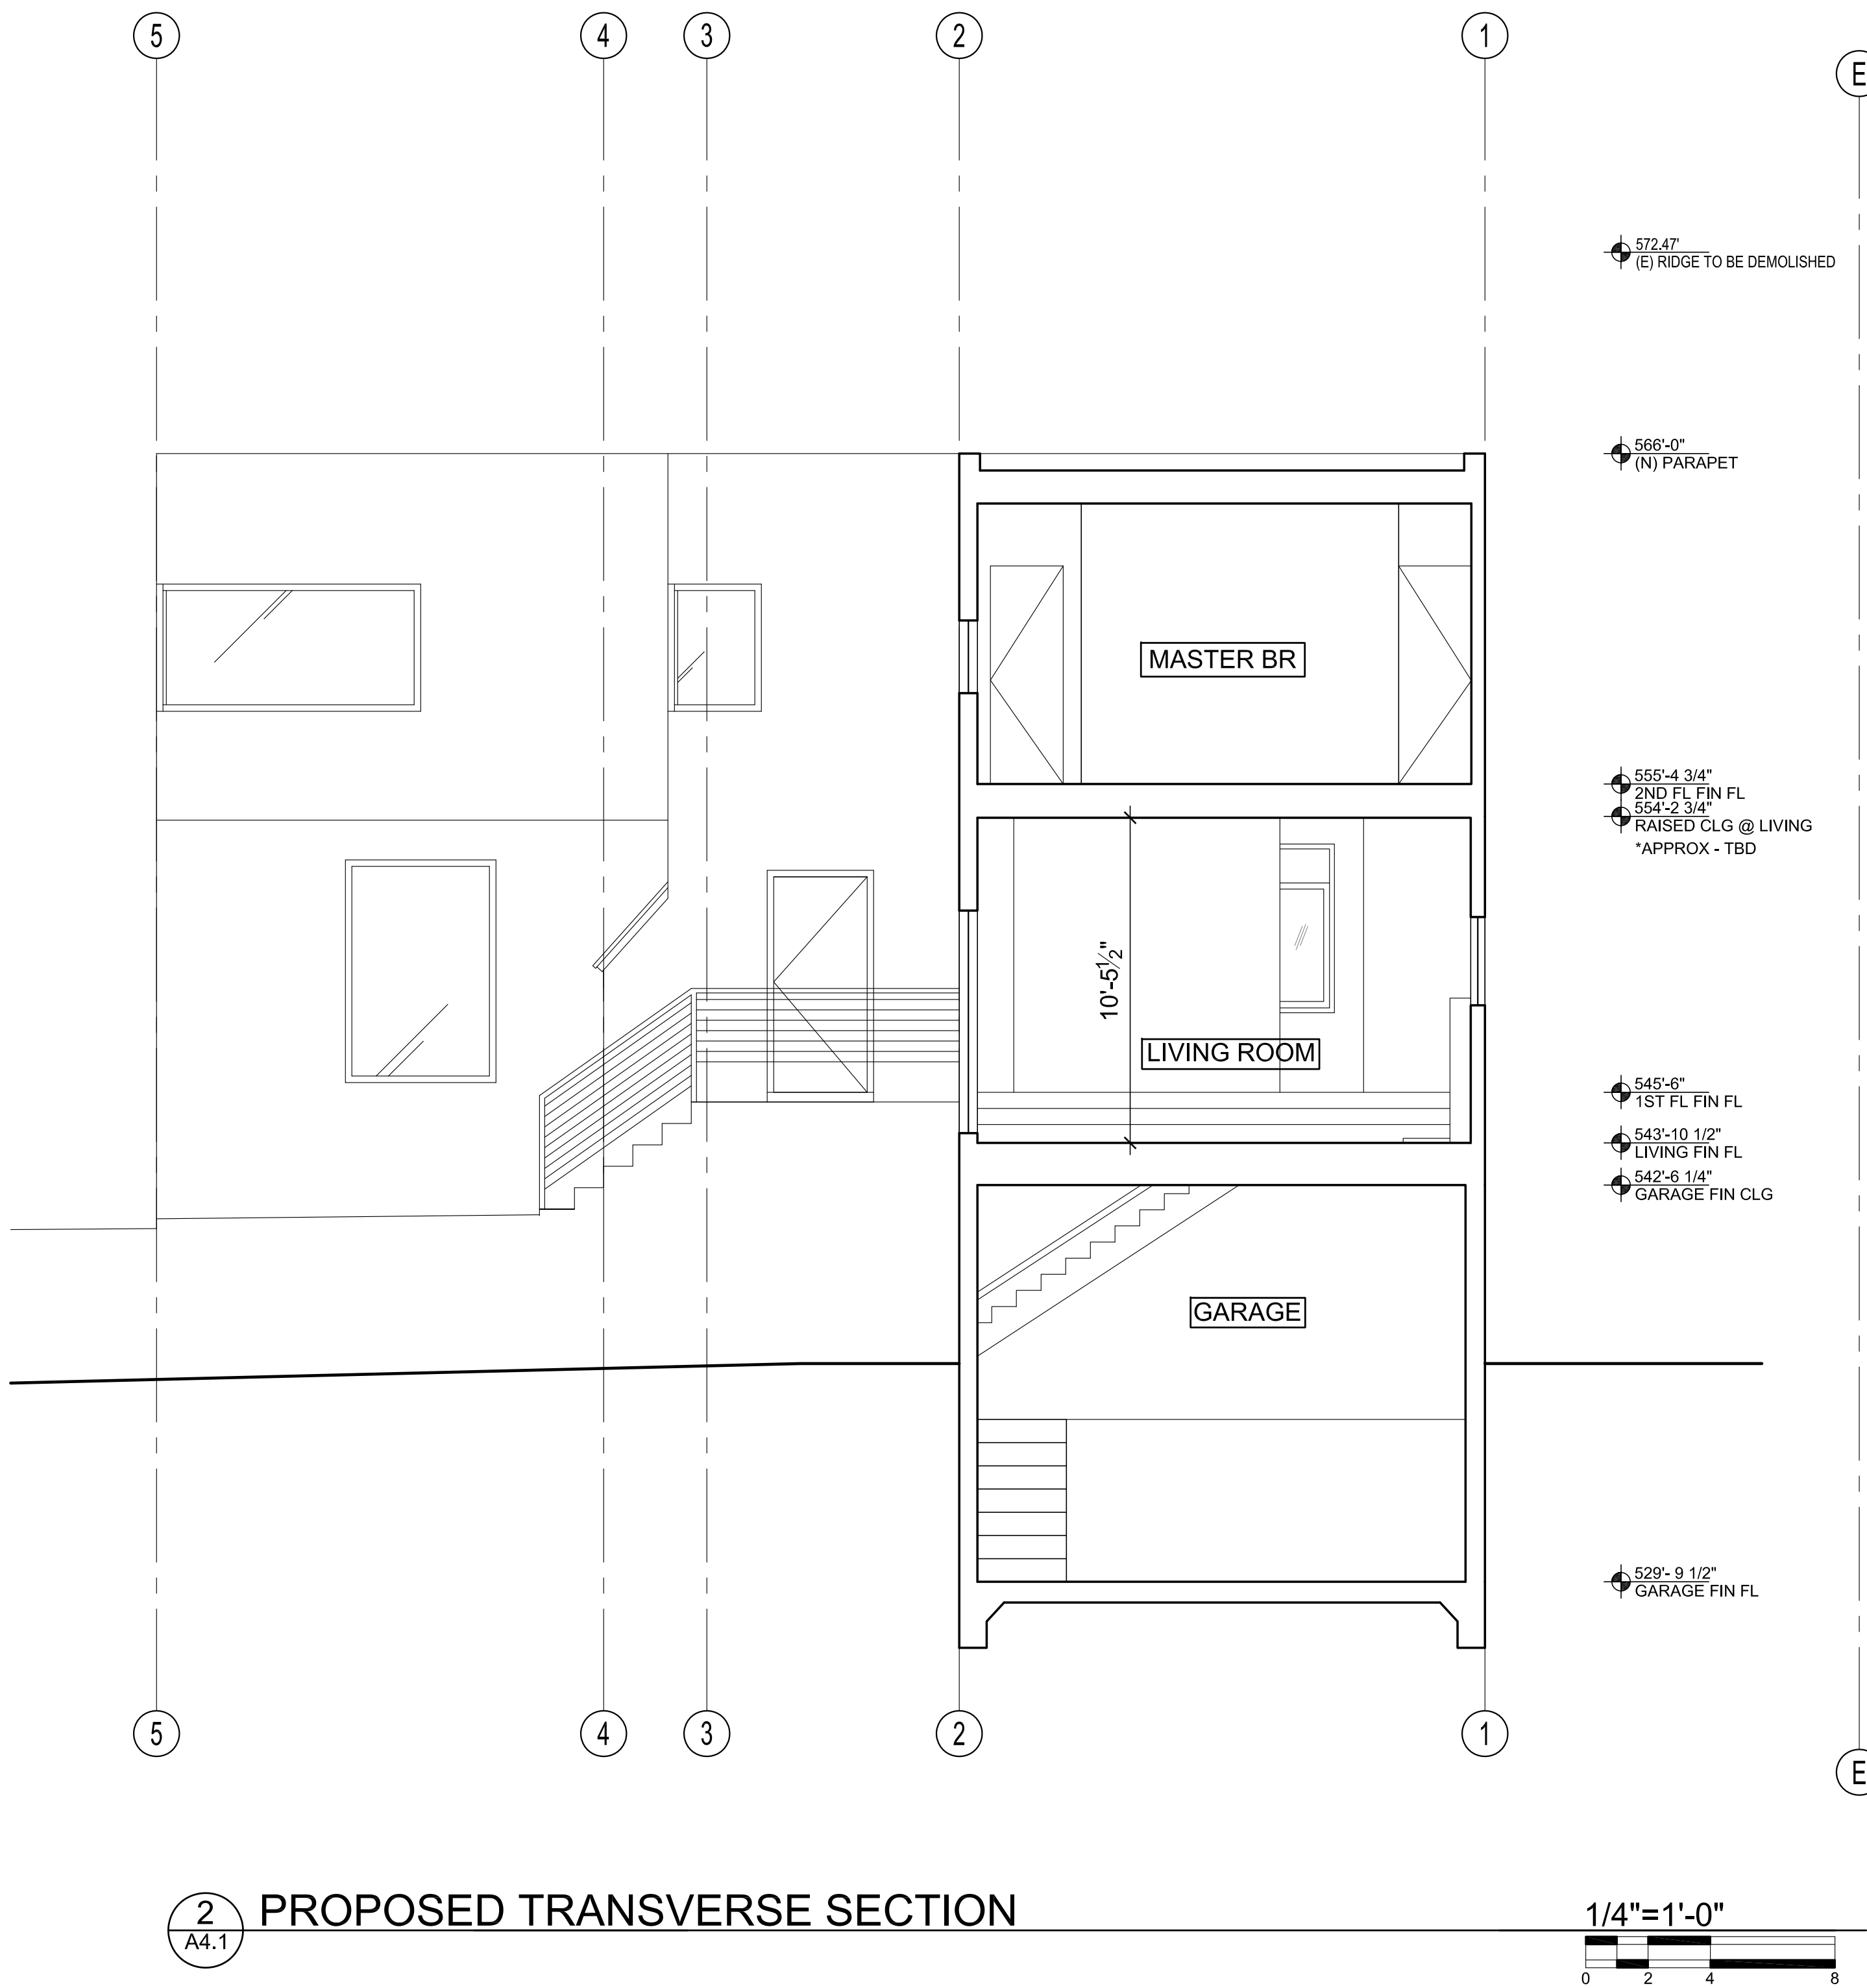 5 4 3 2 1
E
572.47'
(E) RIDGE TO BE DEMOLISHED
566'-0"
(N) PARAPET
MASTER BR
555'-4 3/4"
2ND FL FIN FL
554'-2 3/4"
RAISED CLG @ LIVING
*APPROX - TBD
10'-5½"
LIVING ROOM
545'-6"
1ST FL FIN FL
543'-10 1/2"
LIVING FIN FL
542'-6 1/4"
GARAGE FIN CLG
GARAGE
529'- 9 1/2"
GARAGE FIN FL
5 4 3 2 1
E
2
A4.1
PROPOSED TRANSVERSE SECTION
1/4"=1'-0"
0 2 4 8